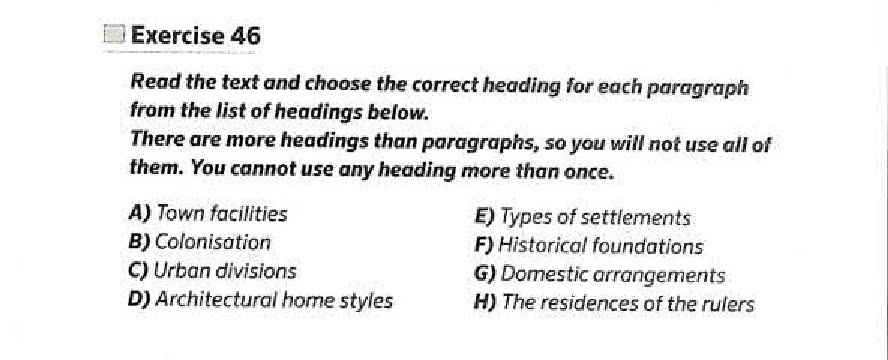 Exercise 46
Read the text and choose the correct heading for each paragraph
from the list of headings below.
There are more headings than paragraphs, so you will not use all of
them. You cannot use any heading more than once.
A) Town facilities
B) Colonisation
C) Urban divisions
D) Architectural home styles
E) Types of settlements
F) Historical foundations
G) Domestic arrangements
H) The residences of the rulers